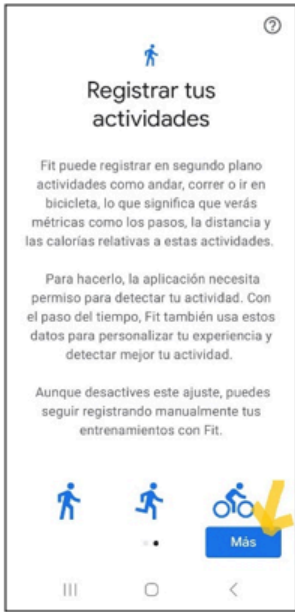 Registrar tus
actividades
Fit puede registrar en segundo plano
actividades como andar, correr o ir en
bicicleta, lo que significa que verás
métricas como los pasos, la distancia y
las calorías relativas a estas actividades.
Para hacerlo, la aplicación necesita
permiso para detectar tu actividad. Con
el paso del tiempo, Fit también usa estos
datos para personalizar tu experiencia y
detectar mejor tu actividad.
Aunque desactives este ajuste, puedes
seguir registrando manualmente tus
entrenamientos con Fit.
Más